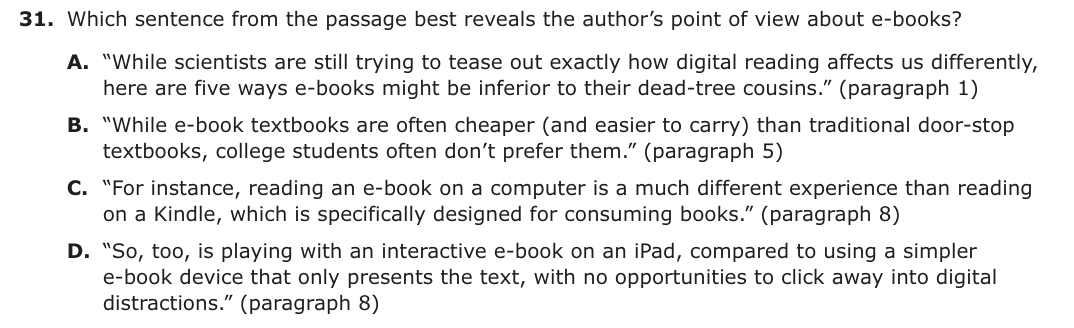 31. Which sentence from the passage best reveals the author’s point of view about e-books?
A. “While scientists are still trying to tease out exactly how digital reading affects us differently,
here are five ways e-books might be inferior to their dead-tree cousins.” (paragraph 1)
B. “While e-book textbooks are often cheaper (and easier to carry) than traditional door-stop
textbooks, college students often don’t prefer them.” (paragraph 5)
C. “For instance, reading an e-book on a computer is a much different experience than reading
on a Kindle, which is specifically designed for consuming books.” (paragraph 8)
D. “So, too, is playing with an interactive e-book on an iPad, compared to using a simpler
e-book device that only presents the text, with no opportunities to click away into digital
distractions.” (paragraph 8)